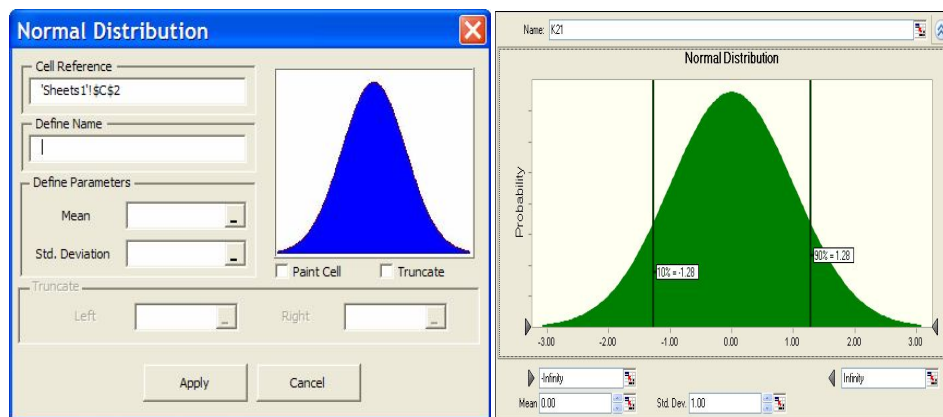 Normal Distribution
Cell Reference
'Sheets1'!$C$2
Define Name
Define Parameters
Mean
Std. Deviation
Paint Cell
Truncate
Truncate
Left
Right
Apply
Cancel
Name: K21
Normal Distribution
Probability
10% = -1.28
90% = 1.28
-3.00 -2.00 -1.00 0.00 1.00 2.00 3.00
-Infinity
Infinity
Mean 0.00
Std. Dev. 1.00